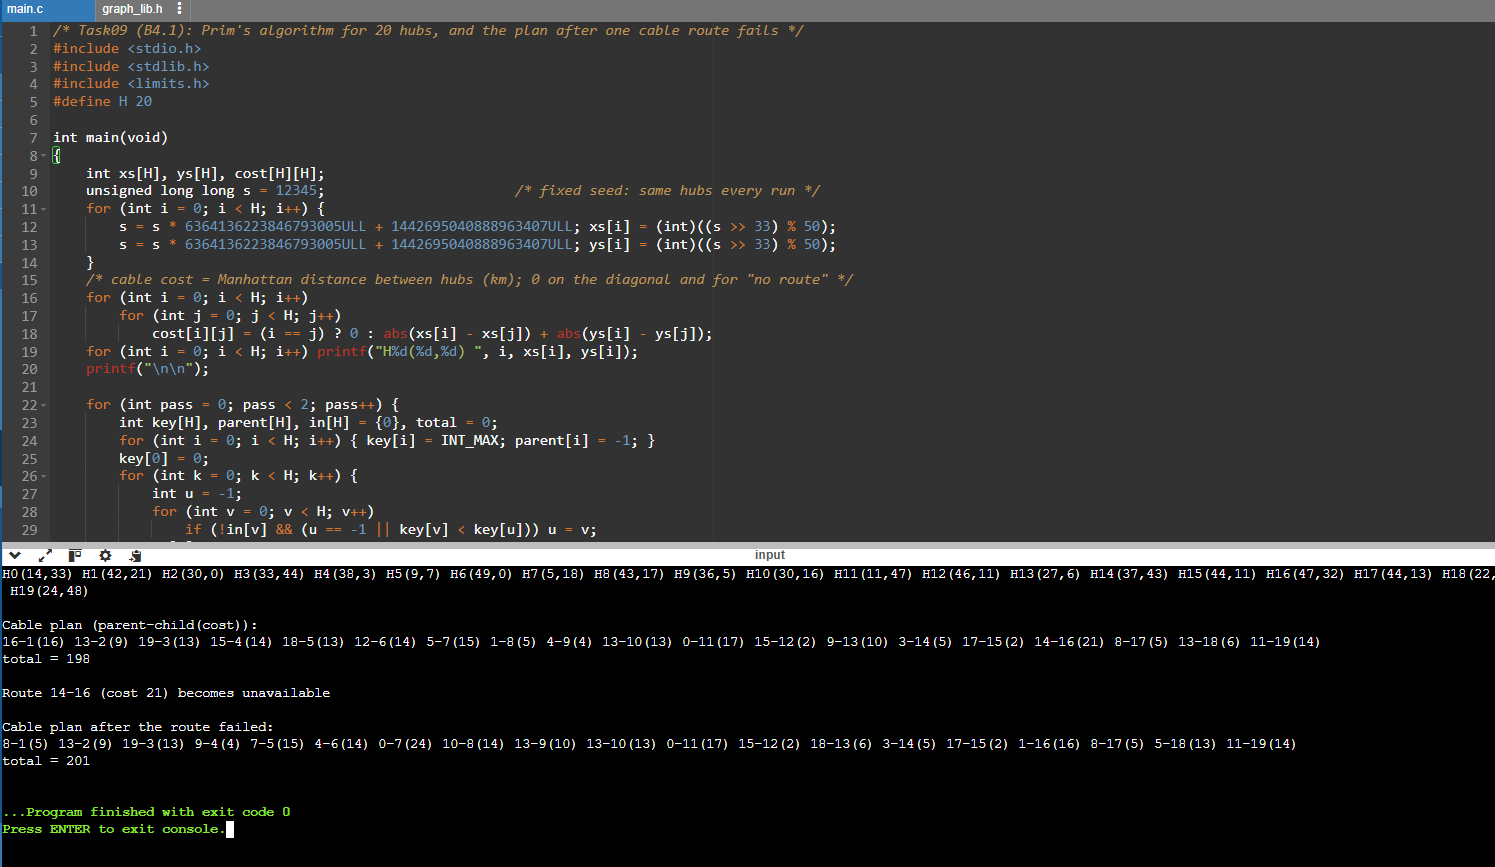 main.c graph_lib.h
1 /* Task09 (B4.1): Prim's algorithm for 20 hubs, and the plan after one cable route fails */
2 #include <stdio.h>
3 #include <stdlib.h>
4 #include <limits.h>
5 #define H 20
6
7 int main(void)
8 {
9 int xs[H], ys[H], cost[H][H];
10 unsigned long long s = 12345; /* fixed seed: same hubs every run */
11 for (int i = 0; i < H; i++) {
12 s = s * 6364136223846793005ULL + 1442695040888963407ULL; xs[i] = (int)((s >> 33) % 50);
13 s = s * 6364136223846793005ULL + 1442695040888963407ULL; ys[i] = (int)((s >> 33) % 50);
14 }
15 /* cable cost = Manhattan distance between hubs (km); 0 on the diagonal and for "no route" */
16 for (int i = 0; i < H; i++)
17 for (int j = 0; j < H; j++)
18 cost[i][j] = (i == j) ? 0 : abs(xs[i] - xs[j]) + abs(ys[i] - ys[j]);
19 for (int i = 0; i < H; i++) printf("H%d(%d,%d) ", i, xs[i], ys[i]);
20 printf("\n\n");
21
22 for (int pass = 0; pass < 2; pass++) {
23 int key[H], parent[H], in[H] = {0}, total = 0;
24 for (int i = 0; i < H; i++) { key[i] = INT_MAX; parent[i] = -1; }
25 key[0] = 0;
26 for (int k = 0; k < H; k++) {
27 int u = -1;
28 for (int v = 0; v < H; v++)
29 if (!in[v] && (u == -1 || key[v] < key[u])) u = v;
input
H0(14,33) H1(42,21) H2(30,0) H3(33,44) H4(38,3) H5(9,7) H6(49,0) H7(5,18) H8(43,17) H9(36,5) H10(30,16) H11(11,47) H12(46,11) H13(27,6) H14(37,43) H15(44,11) H16(47,32) H17(44,13) H18(22,
H19(24,48)
Cable plan (parent-child(cost)):
16-1(16) 13-2(9) 19-3(13) 15-4(14) 18-5(13) 12-6(14) 5-7(15) 1-8(5) 4-9(4) 13-10(13) 0-11(17) 15-12(2) 9-13(10) 3-14(5) 17-15(2) 14-16(21) 8-17(5) 13-18(6) 11-19(14)
total = 198
Route 14-16 (cost 21) becomes unavailable
Cable plan after the route failed:
8-1(5) 13-2(9) 19-3(13) 9-4(4) 7-5(15) 4-6(14) 0-7(24) 10-8(14) 13-9(10) 13-10(13) 0-11(17) 15-12(2) 18-13(6) 3-14(5) 17-15(2) 1-16(16) 8-17(5) 5-18(13) 11-19(14)
total = 201
...Program finished with exit code 0
Press ENTER to exit console.